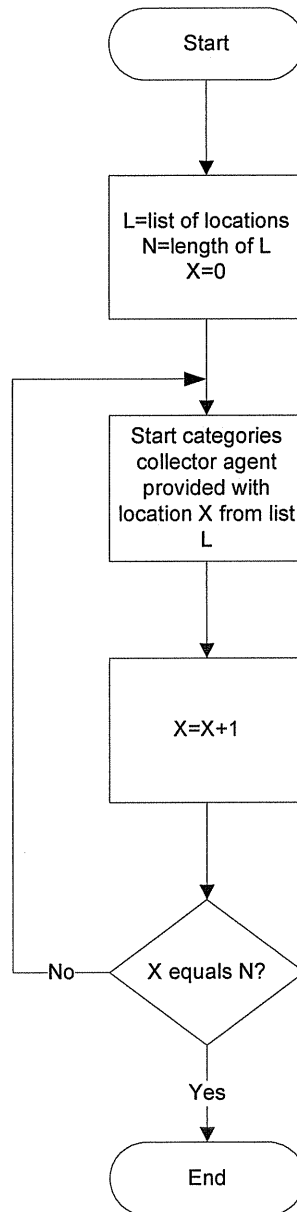 Start
L=list of locations
N=length of L
X=0
Start categories
collector agent
provided with
location X from list
L
X=X+1
X equals N?
No
Yes
End